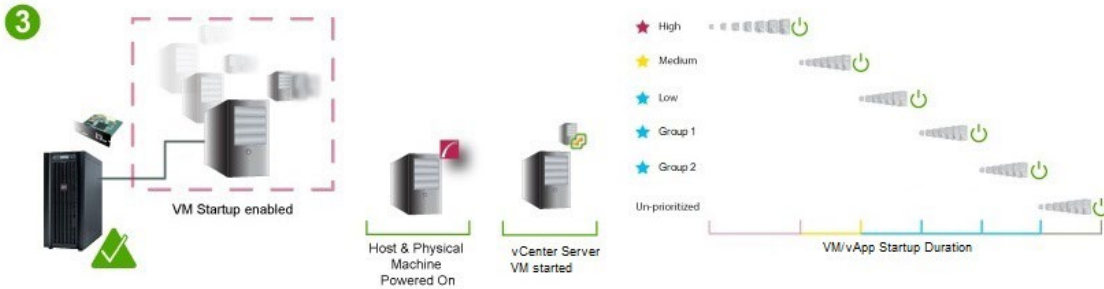 3
VM Startup enabled
Host & Physical
Machine
Powered On
vCenter Server
VM started
High
Medium
Low
Group 1
Group 2
Un-prioritized
VM/vApp Startup Duration